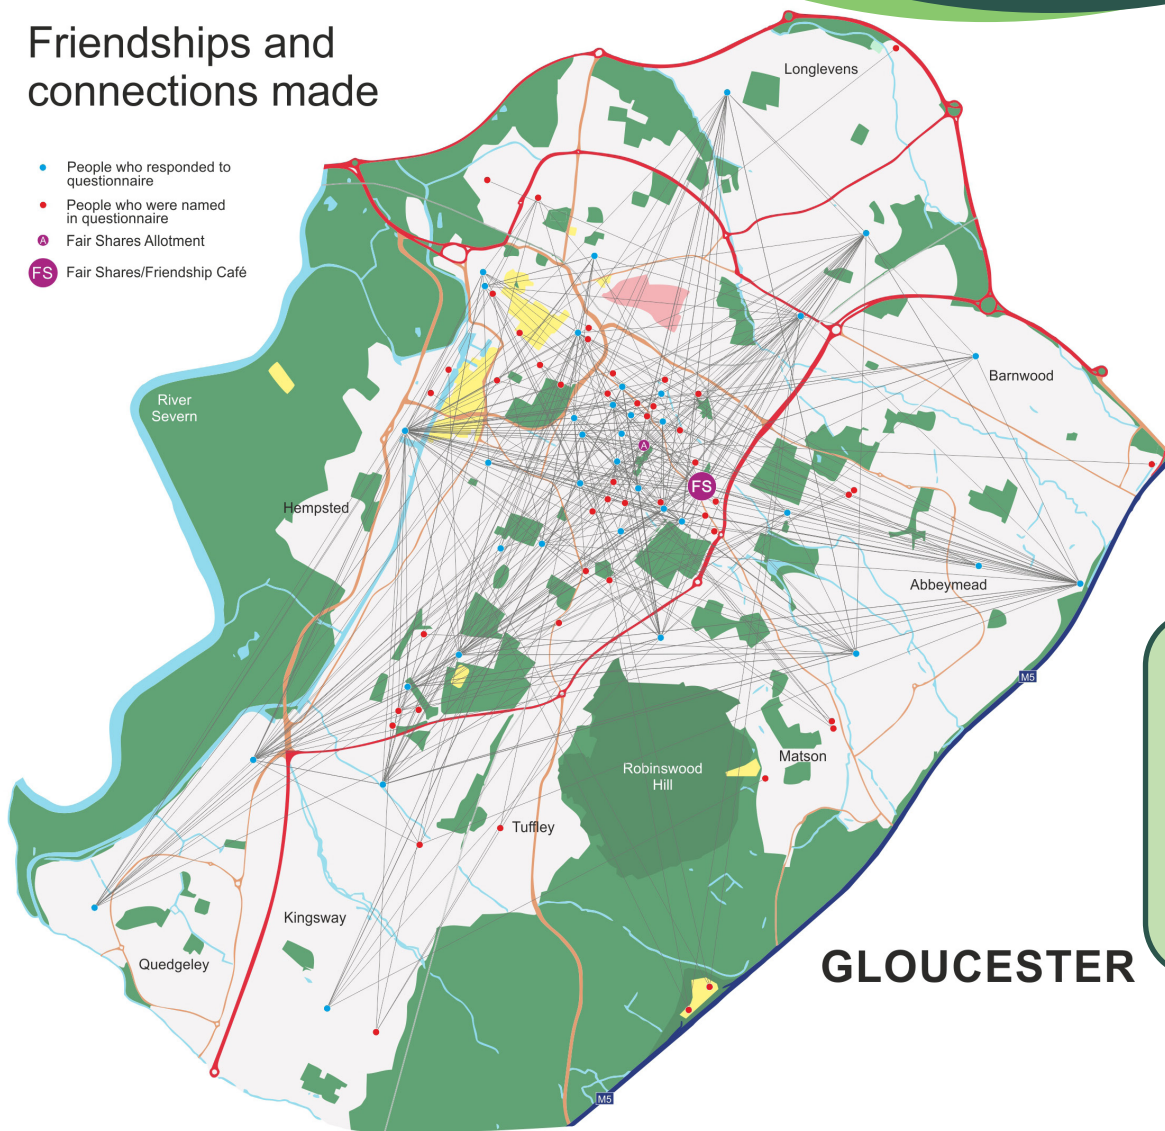 Friendships and
connections made
People who responded to
questionnaire
People who were named
in questionnaire
A Fair Shares Allotment
FS Fair Shares/Friendship Café
Longlevens
River
Severn
Barnwood
A
FS
Hempsted
Abbeymead
M5
Robinswood
Hill
Matson
Tuffley
Kingsway
Quedgeley
GLOUCESTER
M5